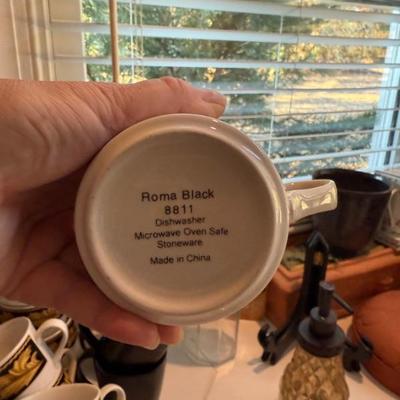 Roma Black
8811
Dishwasher
Microwave Oven Safe
Stoneware
Made in China